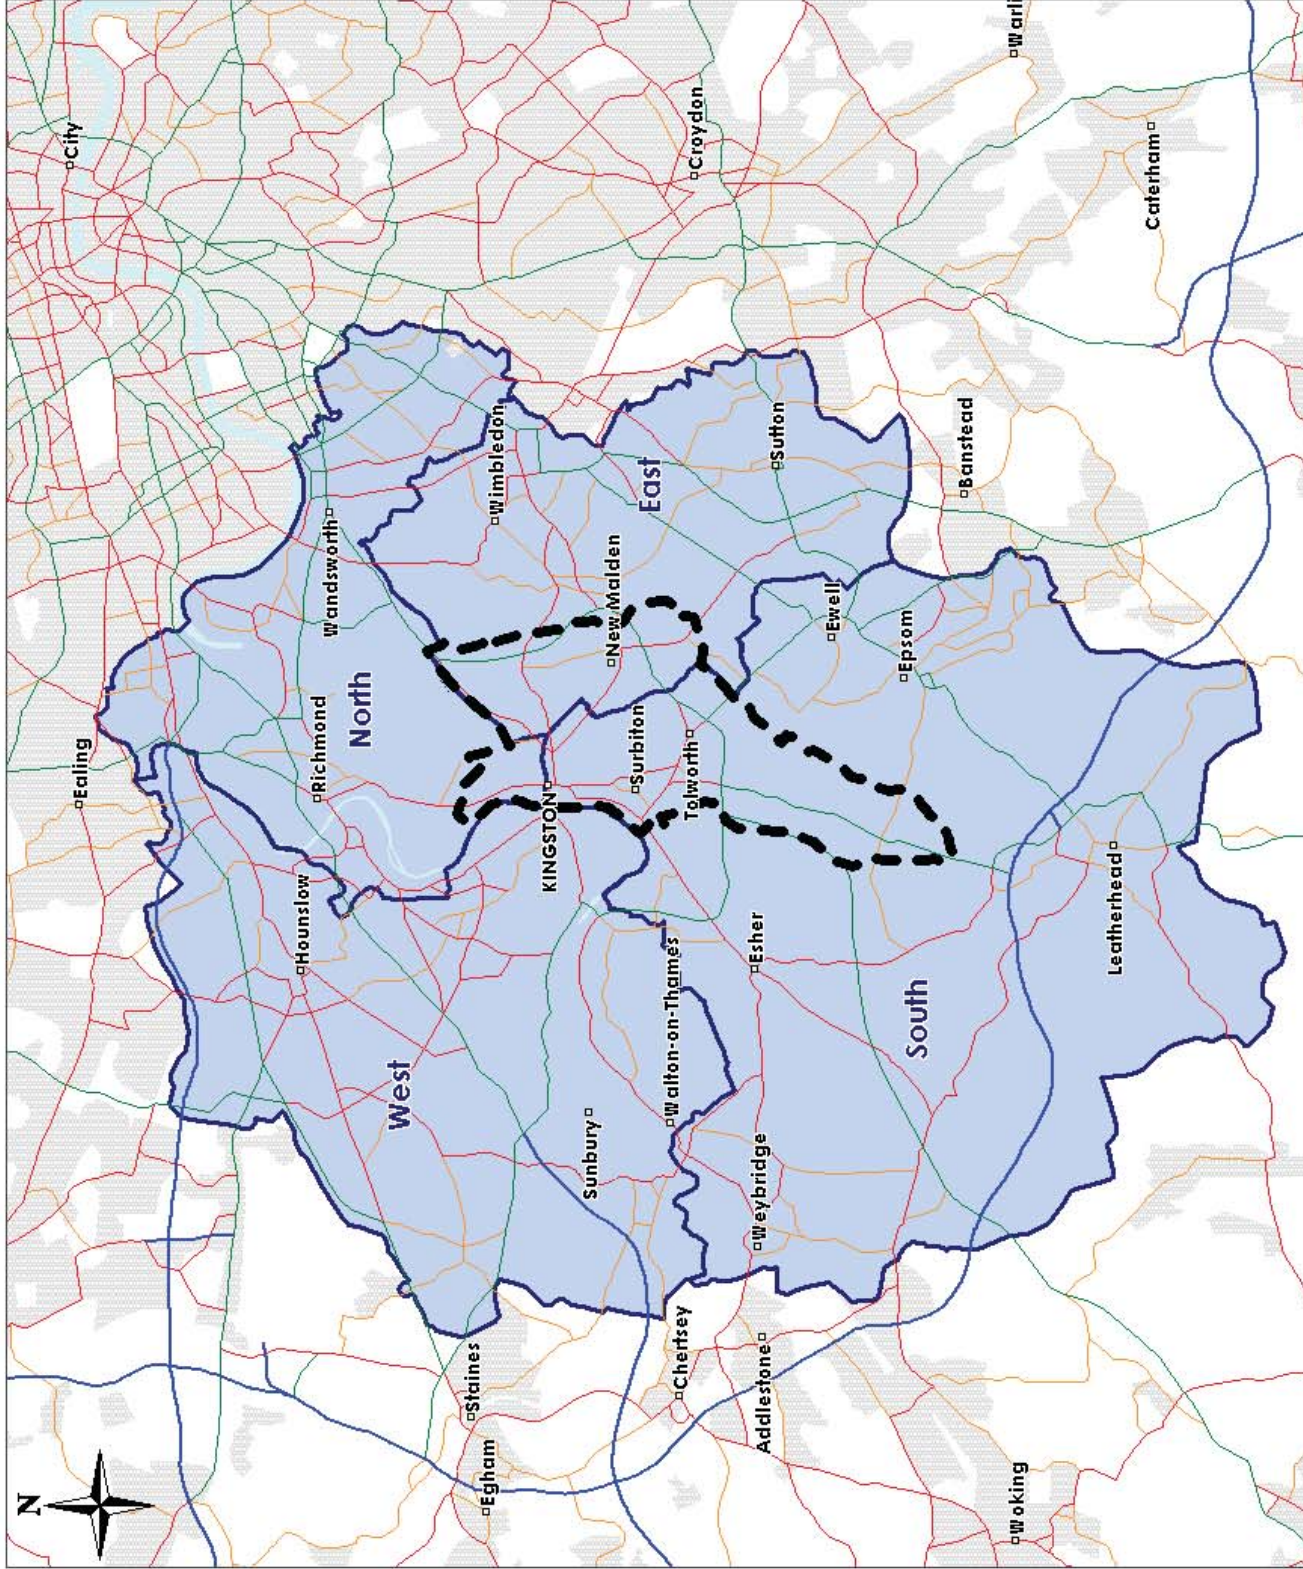 N
City
Ealing
Richmond
Wandsworth
North
Hounslow
West
Wimbledon
Staines
Egham
KINGSTON
New Malden
East
Croydon
Surbiton
Sunbury
Tolworth
Sutton
Walton-on-Thames
Chertsey
Esher
Weybridge
Addlestone
Ewell
Epsom
South
Banstead
Leatherhead
Woking
Warli
Caterham